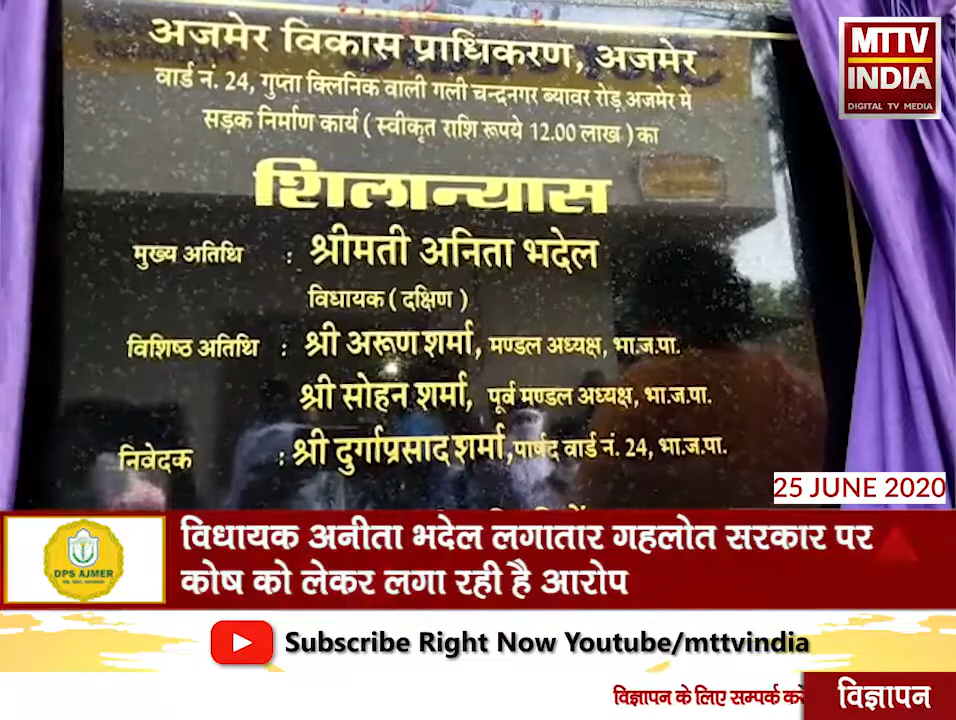 अजमेर विकास प्राधिकरण, अजमेर
वार्ड नं. 24, गुप्ता क्लिनिक वाली गली चन्द्रनगर ब्यावर रोड़ अजमेर में
सड़क निर्माण कार्य ( स्वीकृत राशि रूपये 12.00 लाख ) का
शिलान्यास
मुख्य अतिथि : श्रीमती अनिता भदेल
विधायक ( दक्षिण )
विशिष्ठ अतिथि : श्री अरूण शर्मा, मण्डल अध्यक्ष, भा.ज.पा.
श्री सोहन शर्मा, पूर्व मण्डल अध्यक्ष, भा.ज.पा.
निवेदक : श्री दुर्गाप्रसाद शर्मा, पार्षद वार्ड नं. 24, भा.ज.पा.
MTTV
INDIA
DIGITAL TV MEDIA
25 JUNE 2020
DPS AJMER
विधायक अनीता भदेल लगातार गहलोत सरकार पर
कोष को लेकर लगा रही है आरोप
Subscribe Right Now Youtube/mttvindia
विज्ञापन के लिए सम्पर्क करें
विज्ञापन